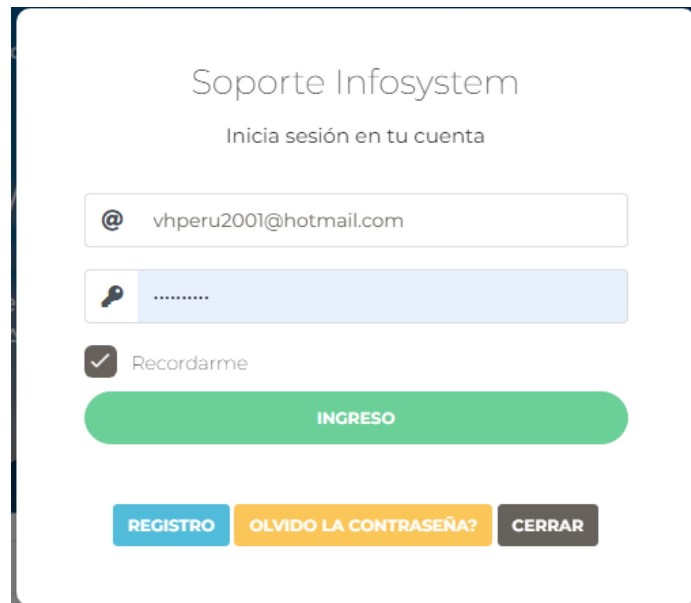 Soporte Infosystem
Inicia sesión en tu cuenta
@ vhperu2001@hotmail.com
..........
Recordarme
INGRESO
REGISTRO OLVIDO LA CONTRASEÑA? CERRAR